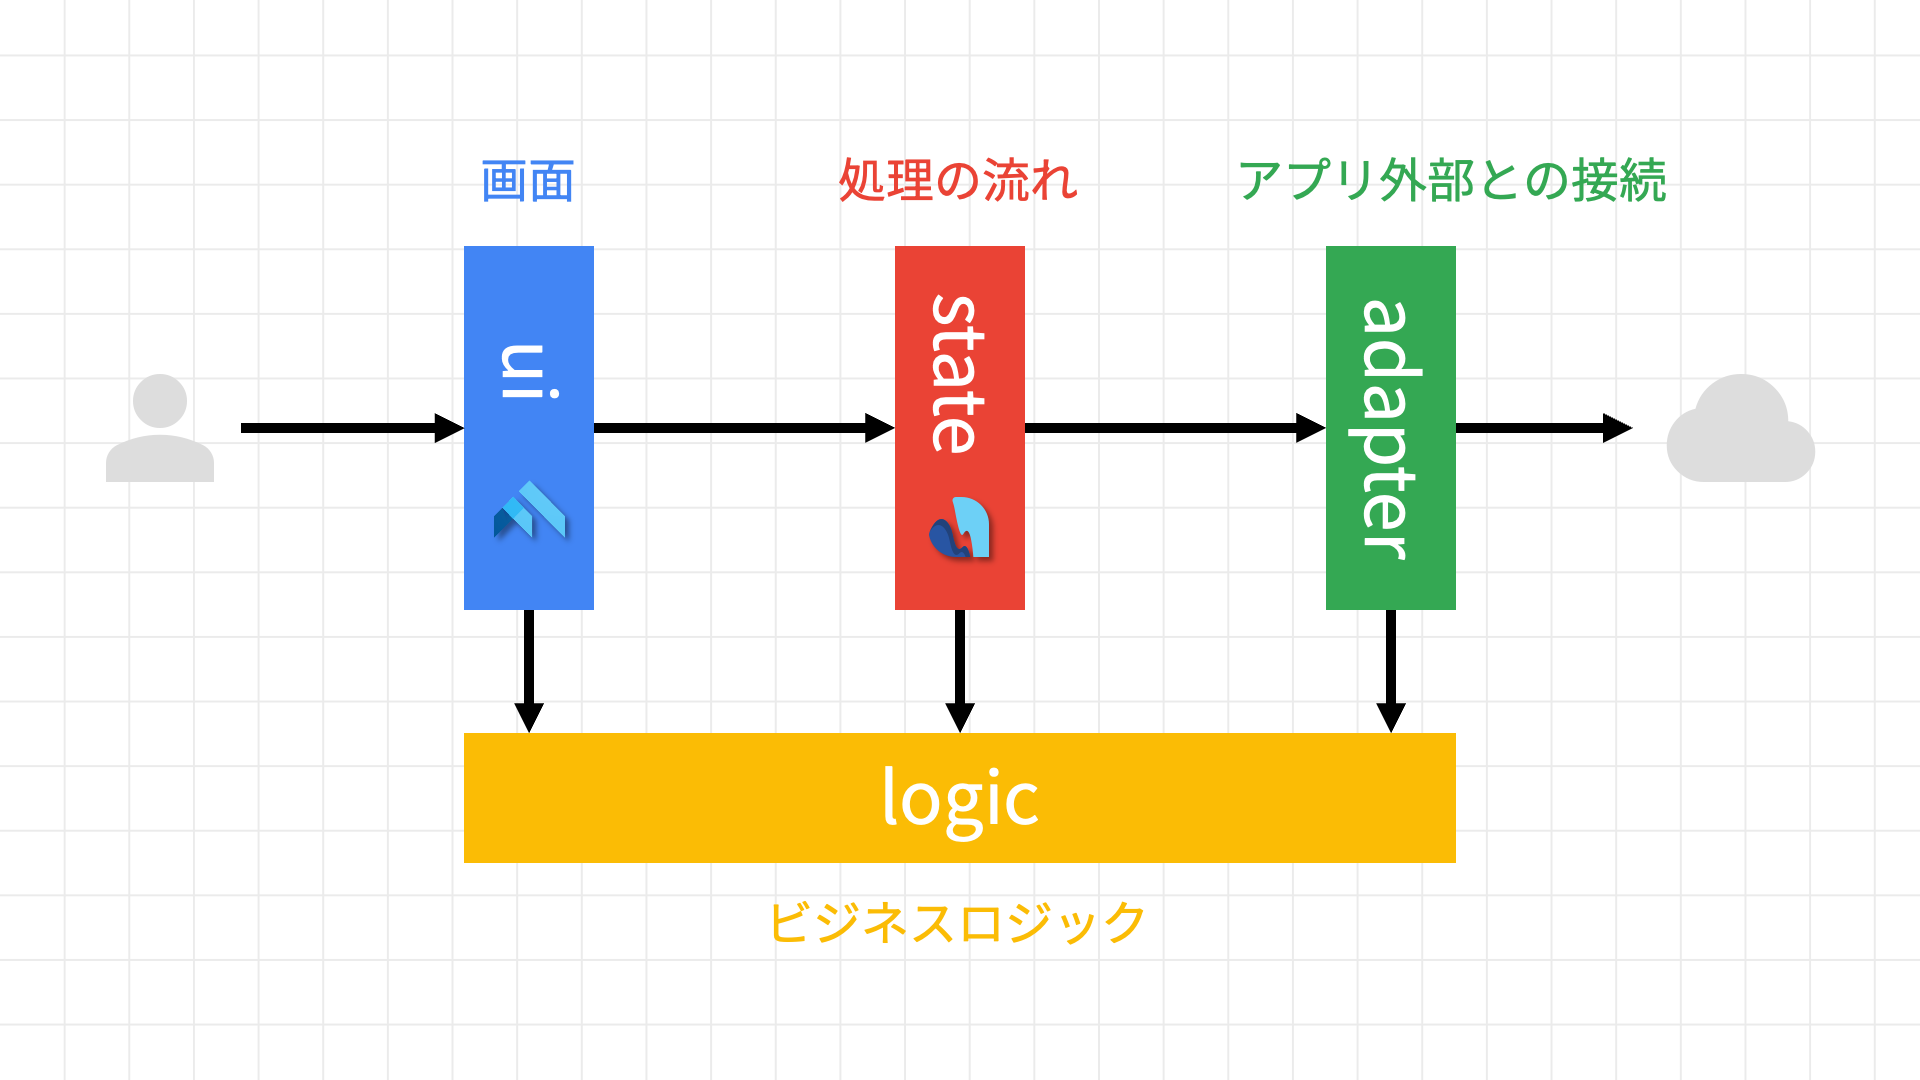 画面
処理の流れ
アプリ外部との接続
ui
state
adapter
logic
ビジネスロジック